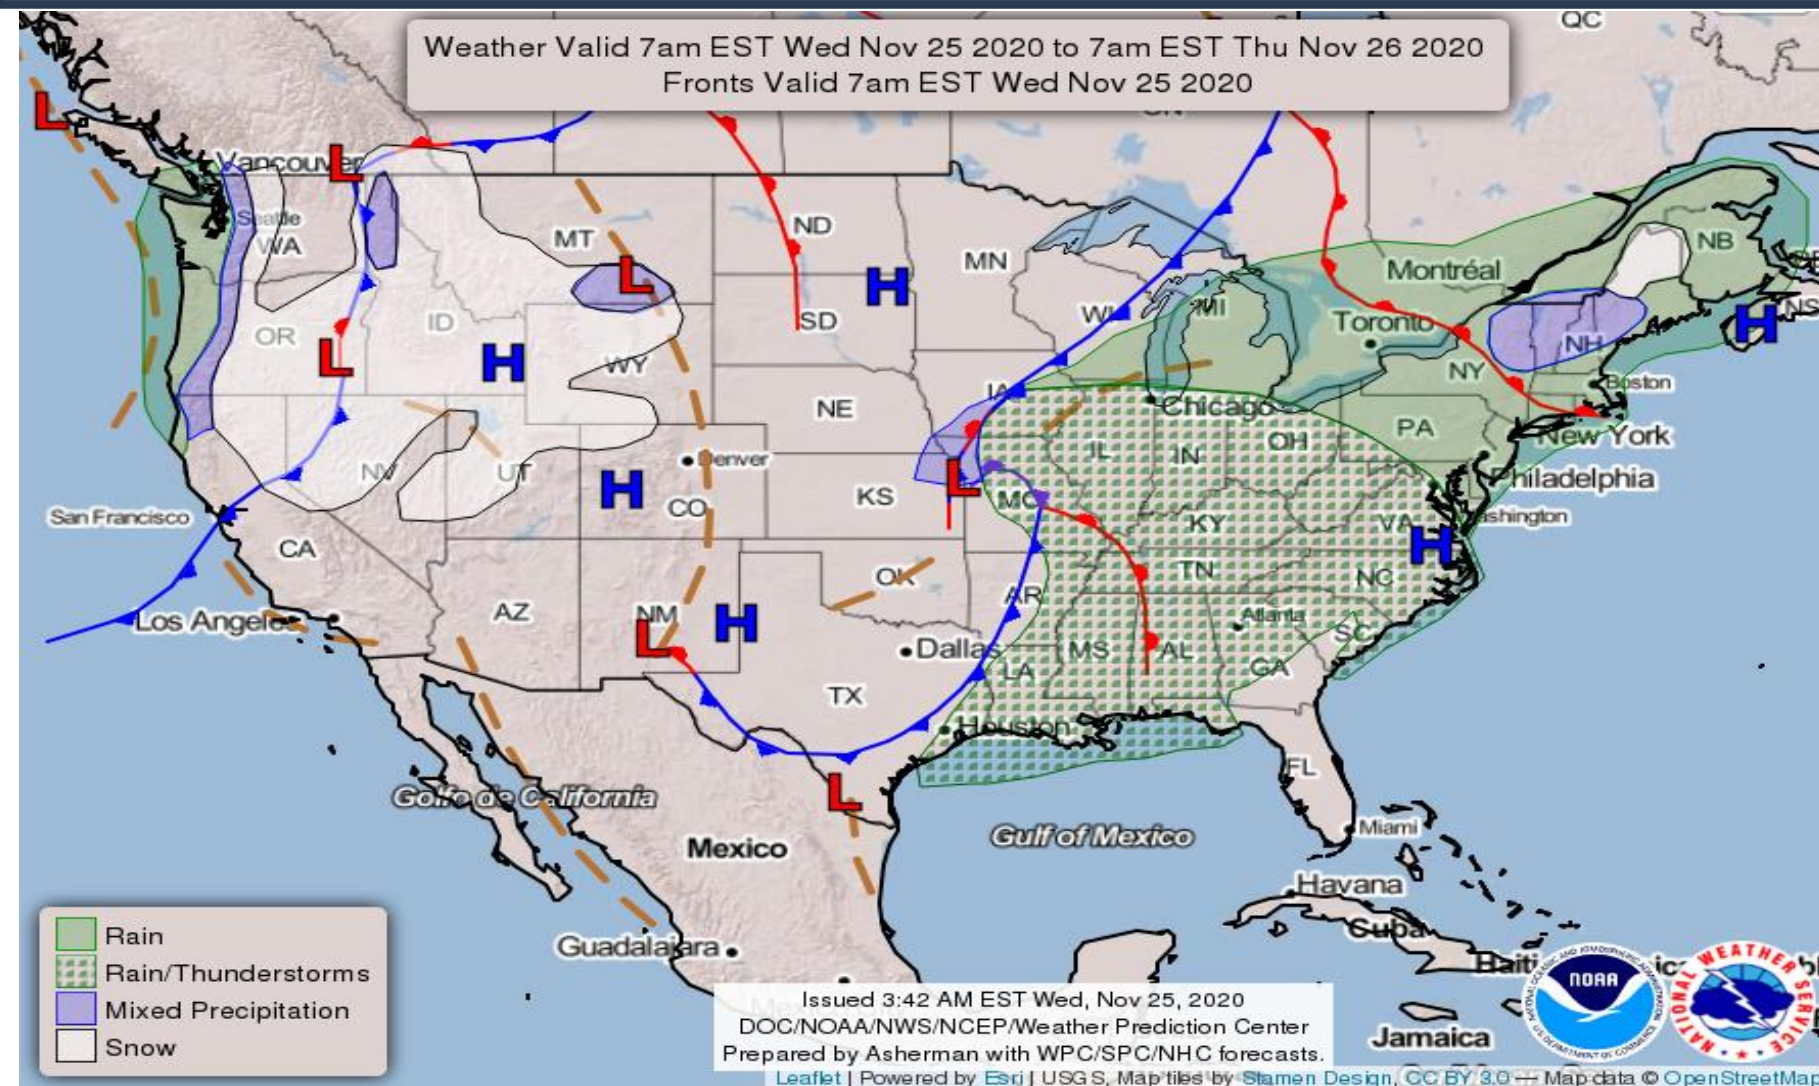 QC
Weather Valid 7am EST Wed Nov 25 2020 to 7am EST Thu Nov 26 2020
Fronts Valid 7am EST Wed Nov 25 2020
L
Vancouver
L
Seattle
WA
MT
ND
MN
NB
Montréal
L
H
NS
OR
ID
SD
WI
MI
Toronto
H
NH
L
H
WY
IA
NY
Boston
NE
Chicago
PA
New York
NV
UT
Denver
IL
IN
OH
Philadelphia
San Francisco
H
CO
KS
L
MO
KY
VA
Washington
CA
H
OK
TN
NC
Los Angeles
AZ
NM
H
AR
Atlanta
SC
L
Dallas
MS
AL
GA
LA
TX
Houston
FL
Golfo de California
L
Gulf of Mexico
Miami
Mexico
Havana
Cuba
Guadalajara
Haiti
Rain
Rain/Thunderstorms
Mixed Precipitation
Snow
Mexico City
Jamaica
NOAA
NATIONAL WEATHER SERVICE
Issued 3:42 AM EST Wed, Nov 25, 2020
DOC/NOAA/NWS/NCEP/Weather Prediction Center
Prepared by Asherman with WPC/SPC/NHC forecasts.
Leaflet | Powered by Esri | USGS, Map tiles by Stamen Design, CC BY 3.0 — Map data © OpenStreetMap